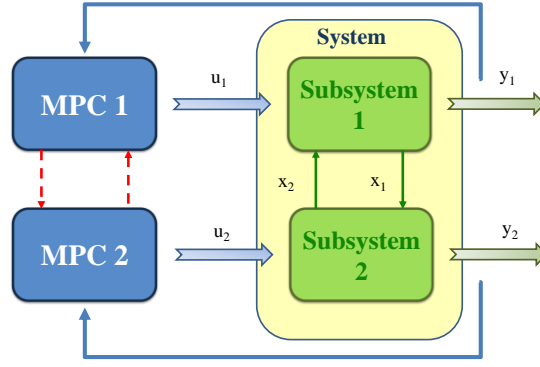 System
MPC 1
u₁
Subsystem
1
y₁
x₂
x₁
MPC 2
u₂
Subsystem
2
y₂